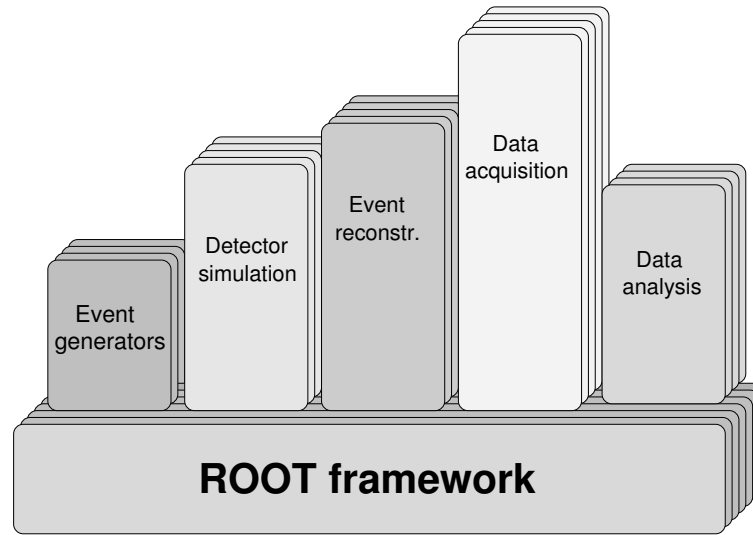 Event
generators
Detector
simulation
Event
reconstr.
Data
acquisition
Data
analysis
ROOT framework